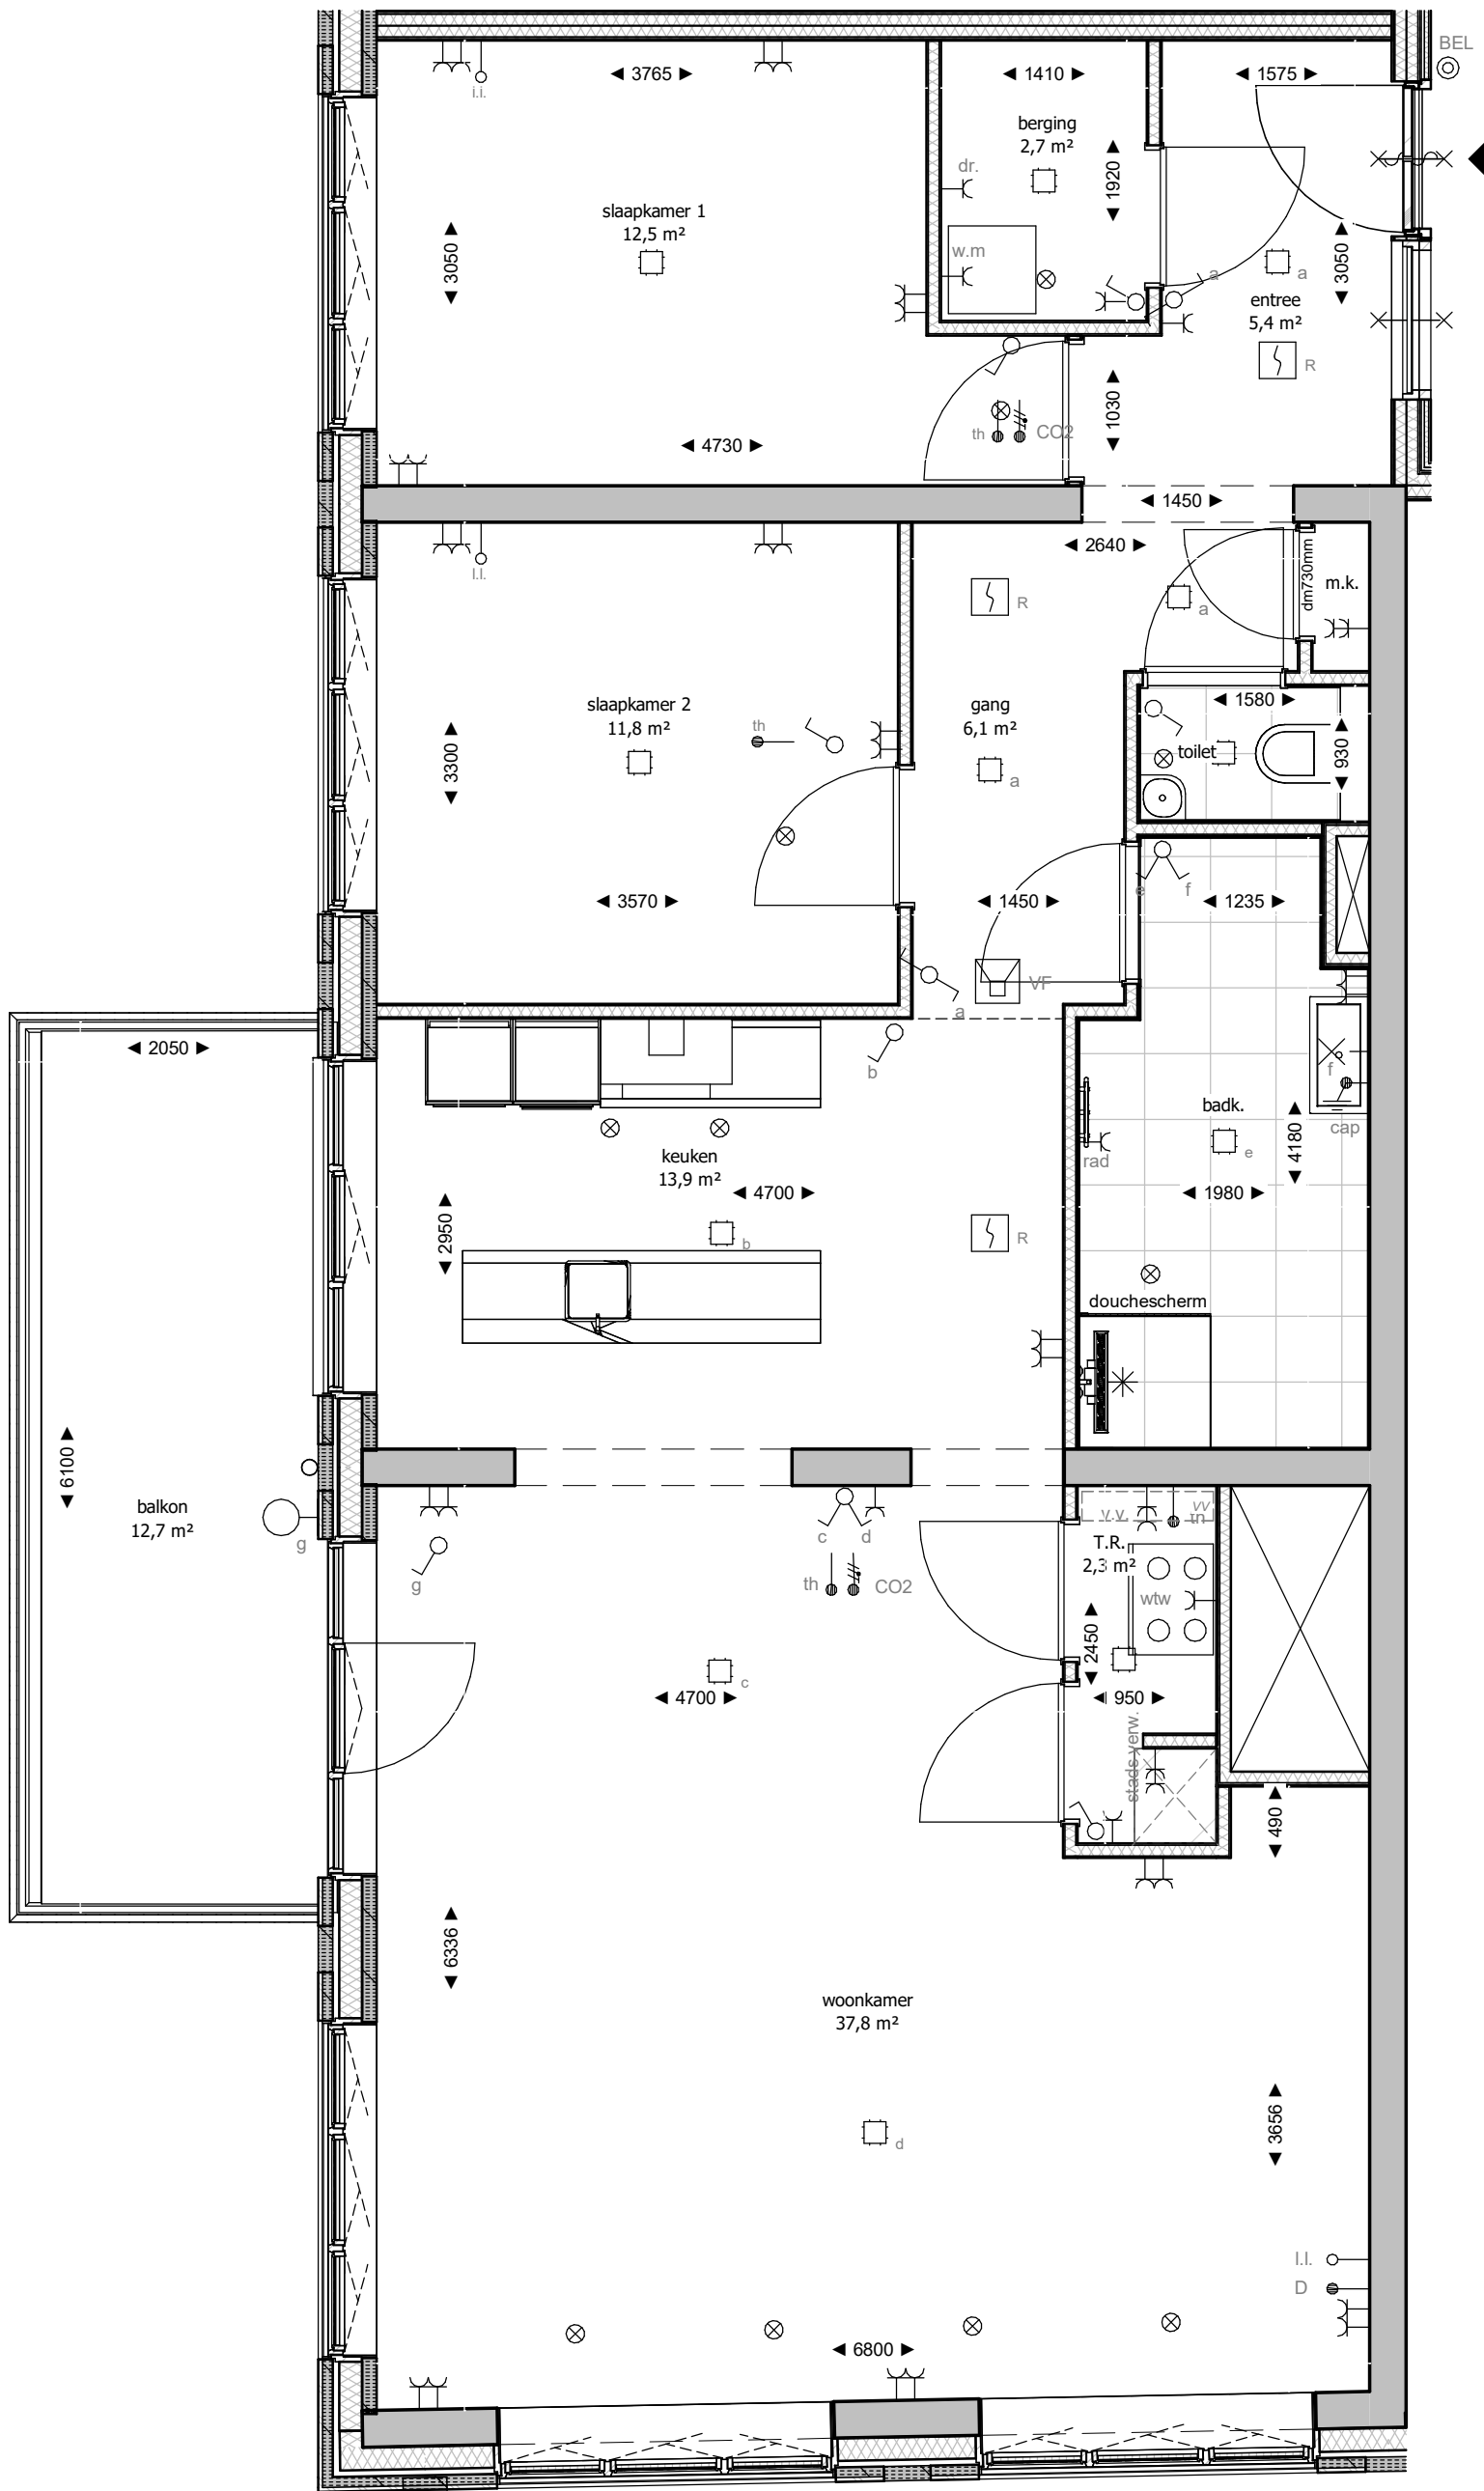 BEL
◄ 3765 ►
◄ 1410 ►
◄ 1575 ►
i.i.
berging
2,7 m²
dr.
◄ 1920 ►
slaapkamer 1
12,5 m²
◄ 3050 ►
w.m
a
a
◄ 3050 ►
entree
5,4 m²
R
◄ 1030 ►
th
CO2
◄ 4730 ►
◄ 1450 ►
◄ 2640 ►
l.l.
dm730mm
m.k.
R
a
slaapkamer 2
11,8 m²
th
gang
6,1 m²
a
◄ 1580 ►
toilet
◄ 930 ►
◄ 3300 ►
◄ 3570 ►
◄ 1450 ►
e
f
◄ 1235 ►
VF
a
◄ 2050 ►
b
f
cap
badk.
e
◄ 4180 ►
rad
◄ 1980 ►
keuken
13,9 m²
◄ 4700 ►
◄ 2950 ►
b
R
douchescherm
◄ 6100 ►
balkon
12,7 m²
g
g
c
d
th
CO2
v.v.
vv
th
T.R.
2,3 m²
wtw
◄ 2450 ►
c
◄ 4700 ►
◄ 950 ►
stads verw.
◄ 490 ►
◄ 6336 ►
woonkamer
37,8 m²
◄ 3656 ►
d
l.l.
D
◄ 6800 ►